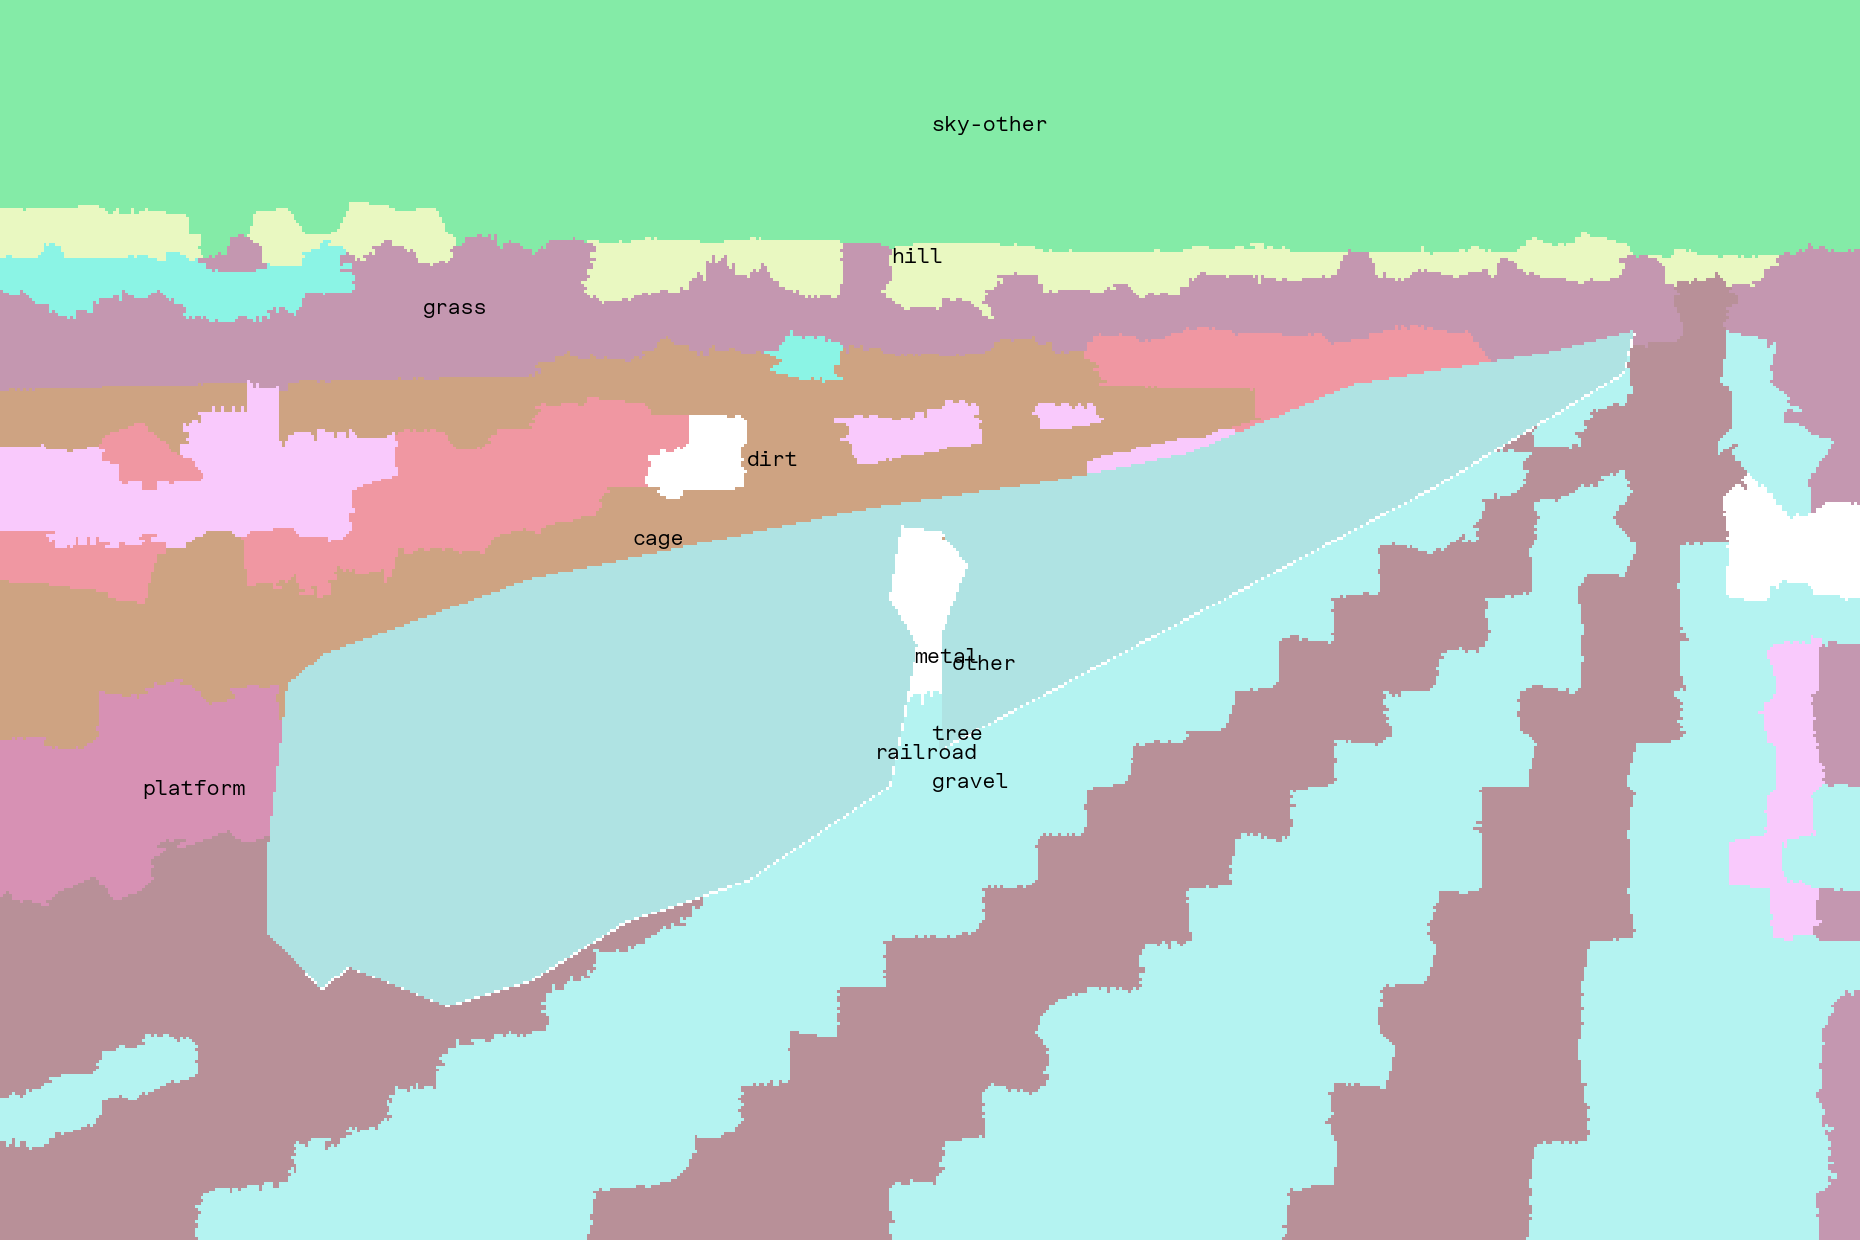 sky-other
hill
grass
dirt
cage
metal
other
tree
railroad
platform
gravel